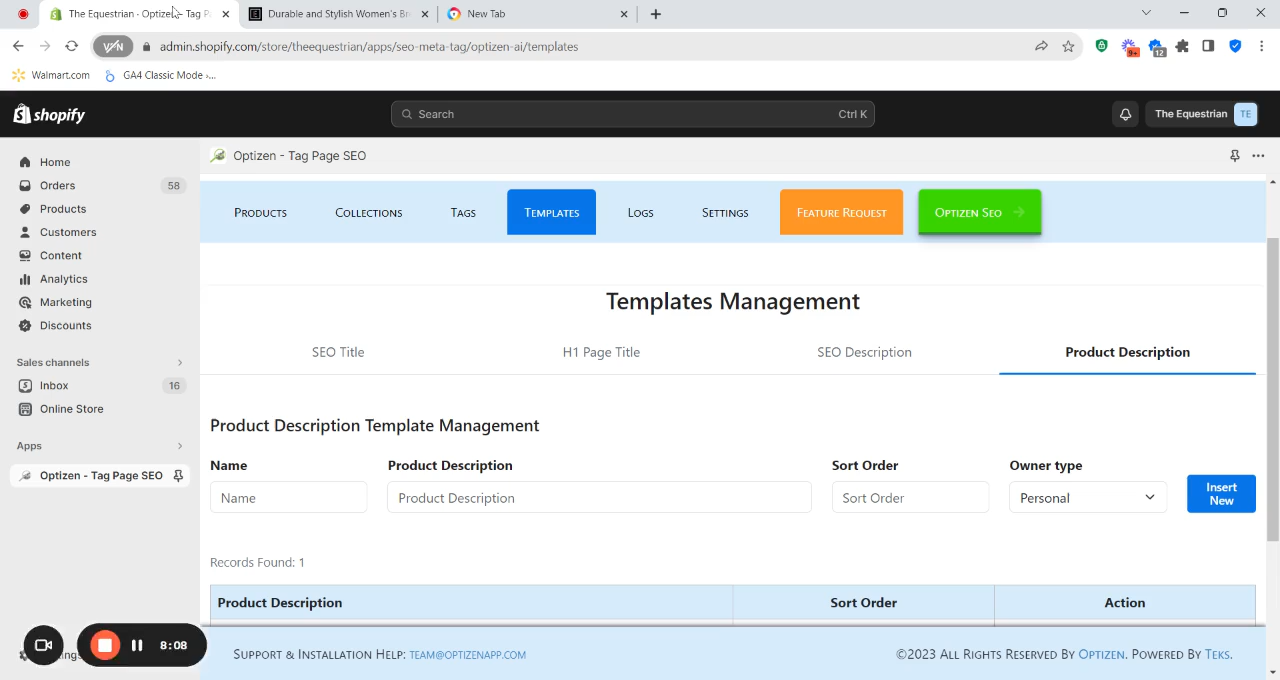 The Equestrian · Optizen - Tag P
Durable and Stylish Women's Br
New Tab
VPN
admin.shopify.com/store/theequestrian/apps/seo-meta-tag/optizen-ai/templates
9+
12
Walmart.com
GA4 Classic Mode ›...
shopify
Search
Ctrl K
The Equestrian
TE
Home
Orders
58
Products
Customers
Content
Analytics
Marketing
Discounts
Sales channels
Inbox
16
Online Store
Apps
Optizen - Tag Page SEO
Optizen - Tag Page SEO
Products
Collections
Tags
Templates
Logs
Settings
Feature Request
Optizen Seo
Templates Management
SEO Title
H1 Page Title
SEO Description
Product Description
Product Description Template Management
Name
Product Description
Sort Order
Owner type
Name
Product Description
Sort Order
Personal
Insert
New
Records Found: 1
Product Description
Sort Order
Action
8:08
Support & Installation Help: team@optizenapp.com
©2023 All Rights Reserved By Optizen. Powered By Teks.